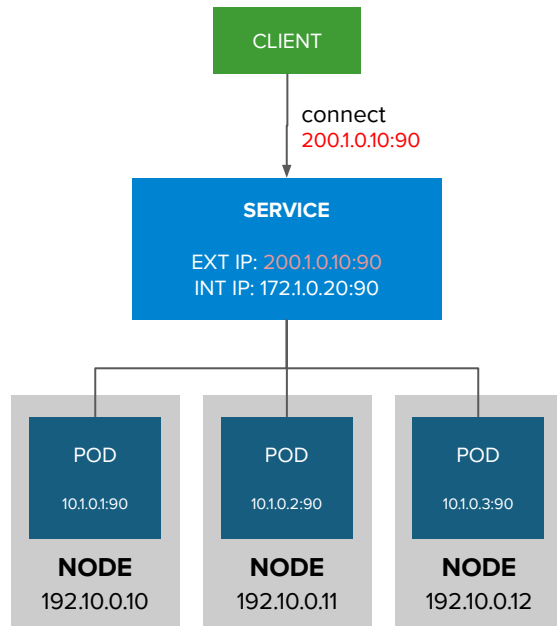 CLIENT
connect
200.1.0.10:90
SERVICE
EXT IP: 200.1.0.10:90
INT IP: 172.1.0.20:90
POD
10.1.0.1:90
NODE
192.10.0.10
POD
10.1.0.2:90
NODE
192.10.0.11
POD
10.1.0.3:90
NODE
192.10.0.12